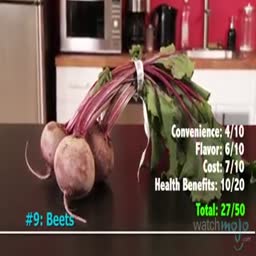 Convenience: 4/10
Flavor: 6/10
Cost: 7/10
Health Benefits: 10/20
Total: 27/50
#9: Beets
watchmojo
.com